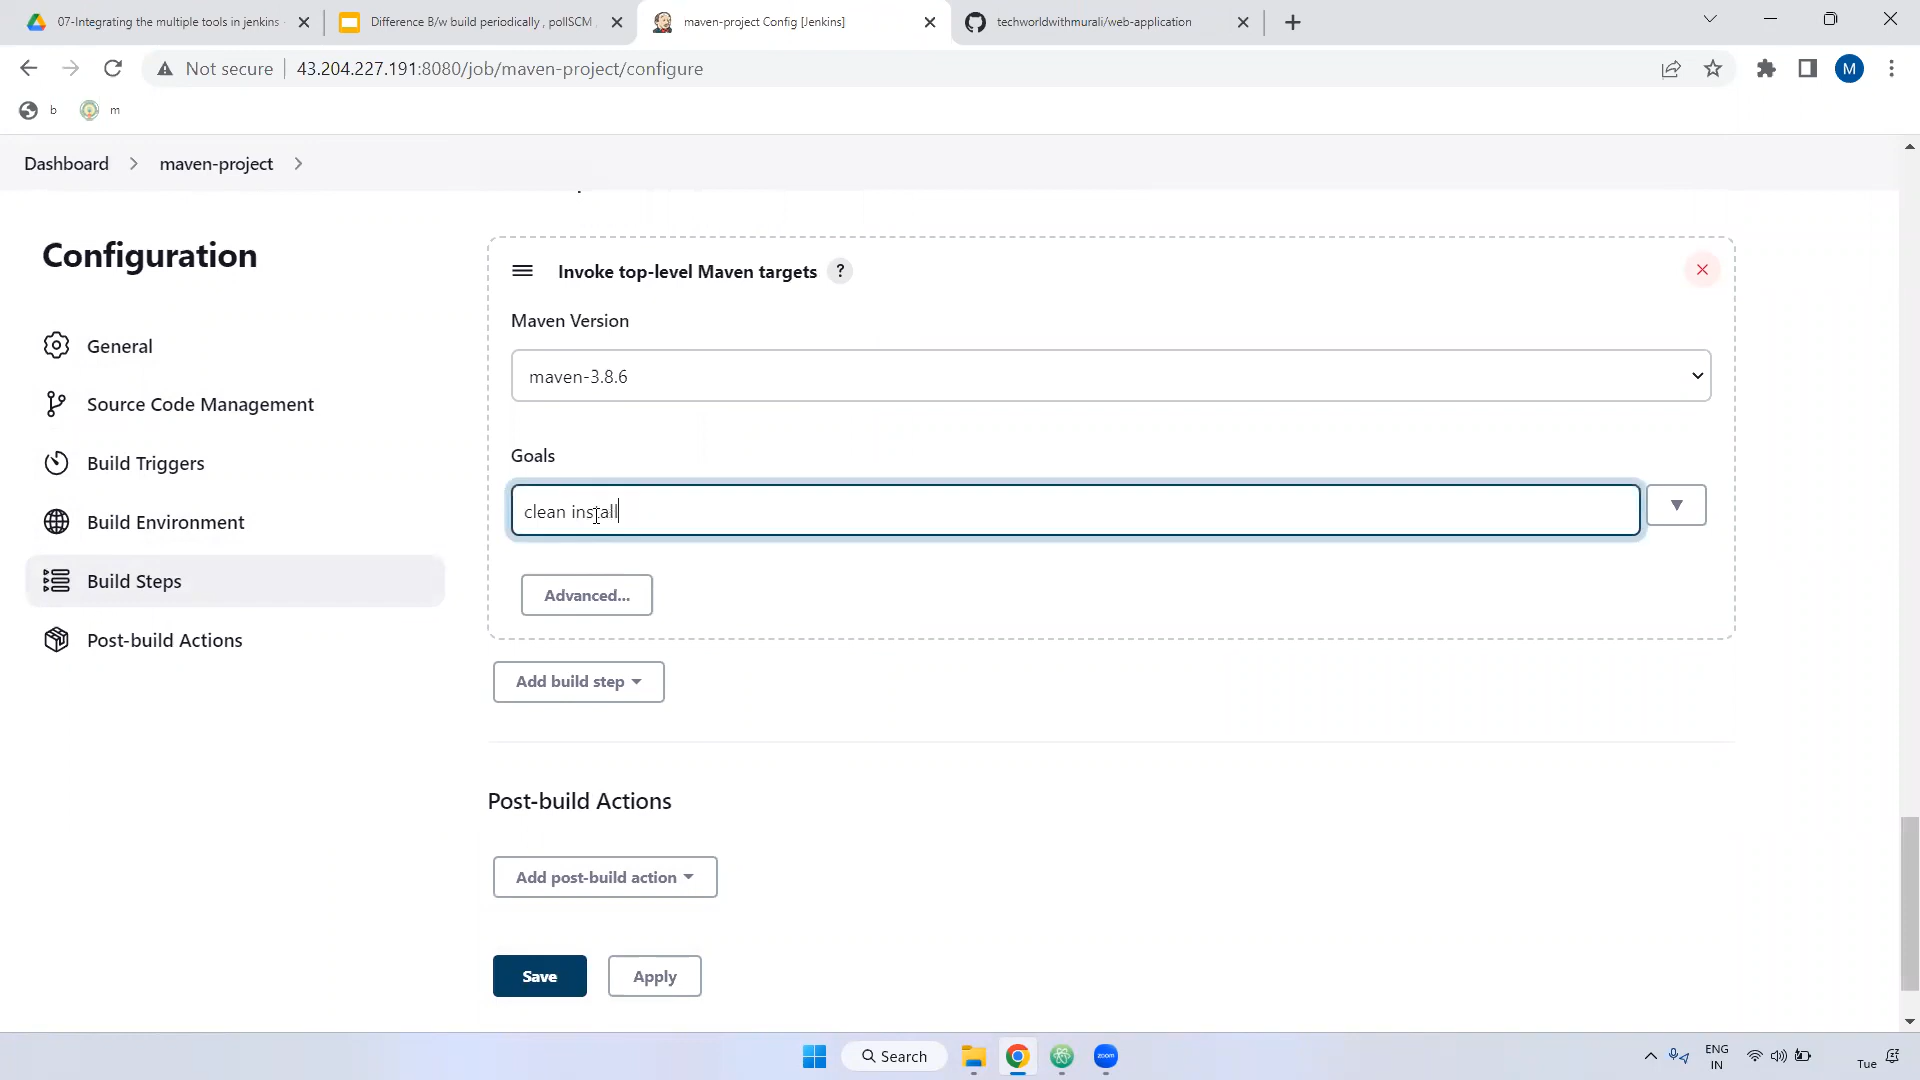 07-Integrating the multiple tools in jenkins
Difference B/w build periodically , pollSCM
maven-project Config [Jenkins]
techworldwithmurali/web-application
Not secure
43.204.227.191:8080/job/maven-project/configure
M
b
m
Dashboard
maven-project
Configuration
General
Source Code Management
Build Triggers
Build Environment
Build Steps
Post-build Actions
Invoke top-level Maven targets ?
Maven Version
maven-3.8.6
Goals
clean install
Advanced...
Add build step
Post-build Actions
Add post-build action
Save
Apply
Search
zoom
ENG
IN
Tue